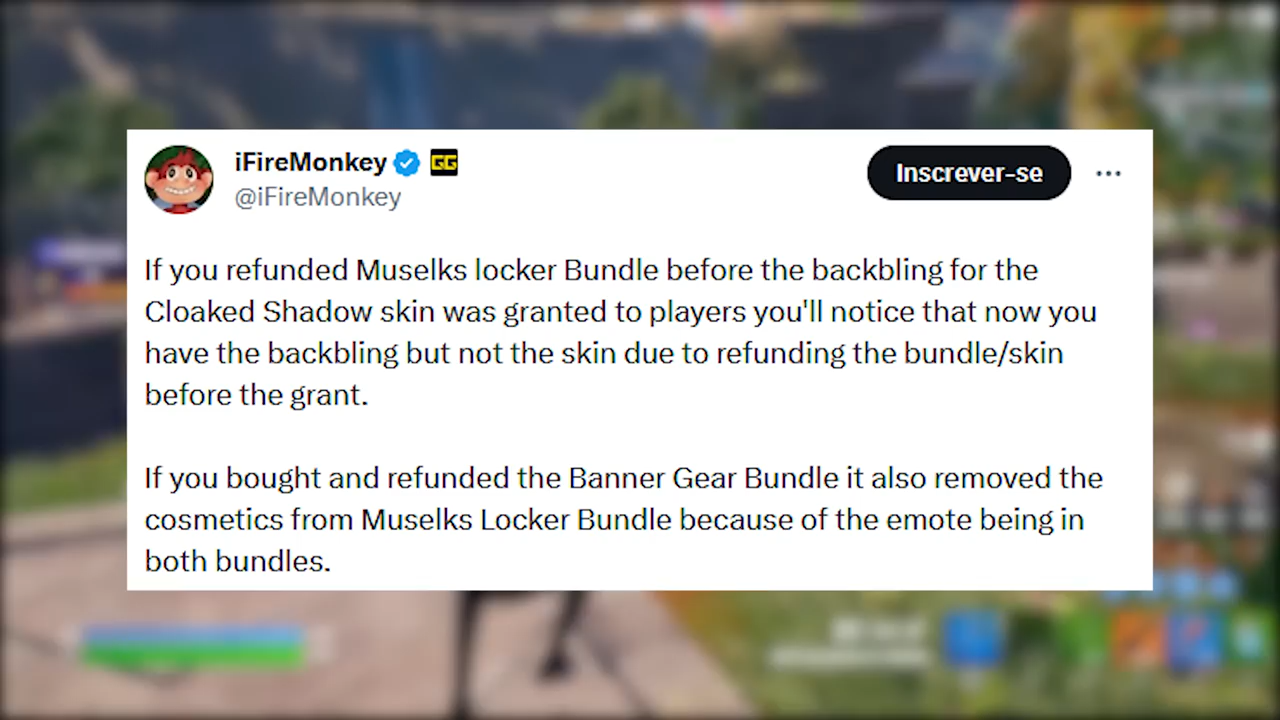 iFireMonkey GG
@iFireMonkey
Inscrever-se
If you refunded Muselks locker Bundle before the backbling for the
Cloaked Shadow skin was granted to players you'll notice that now you
have the backbling but not the skin due to refunding the bundle/skin
before the grant.
If you bought and refunded the Banner Gear Bundle it also removed the
cosmetics from Muselks Locker Bundle because of the emote being in
both bundles.